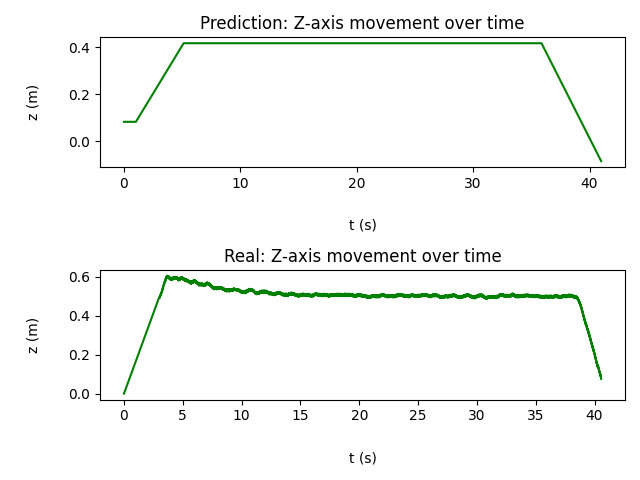 Prediction: Z-axis movement over time
z (m)
0.4
0.2
0.0
0 10 20 30 40
t (s)
Real: Z-axis movement over time
z (m)
0.6
0.4
0.2
0.0
0 5 10 15 20 25 30 35 40
t (s)